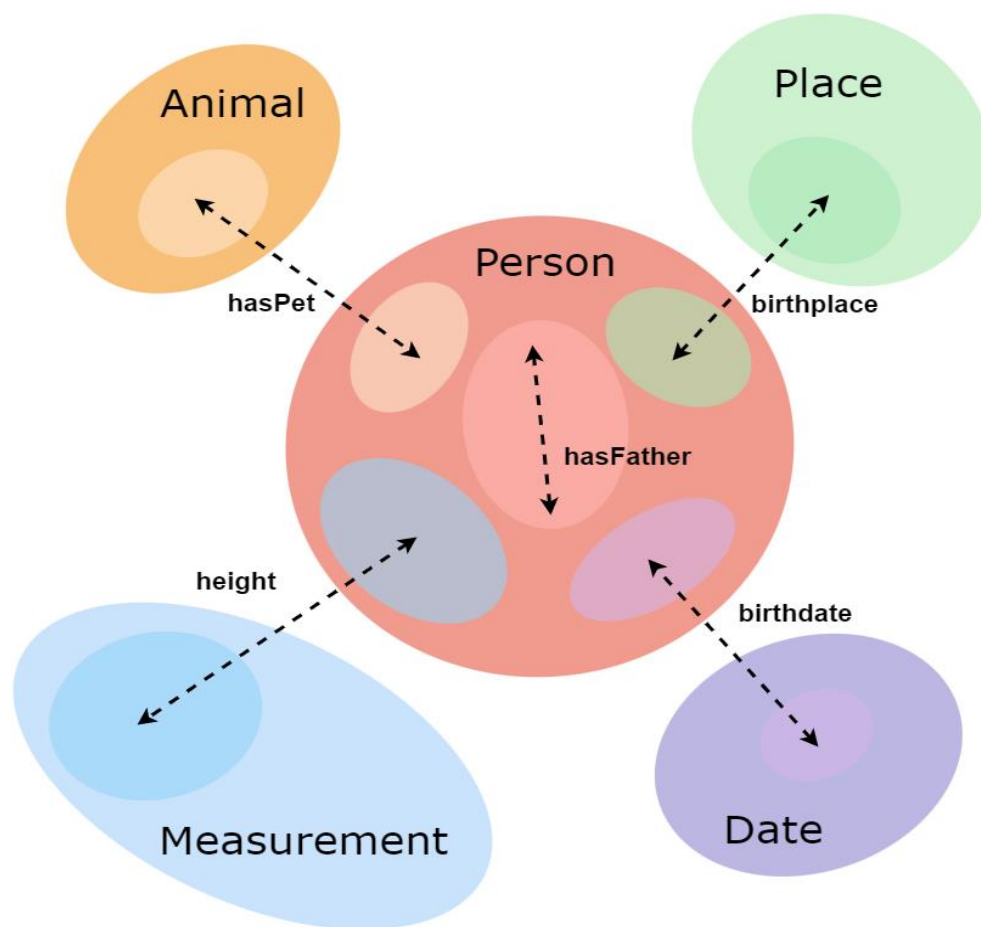 Animal
Place
Person
hasPet
birthplace
hasFather
height
birthdate
Measurement
Date